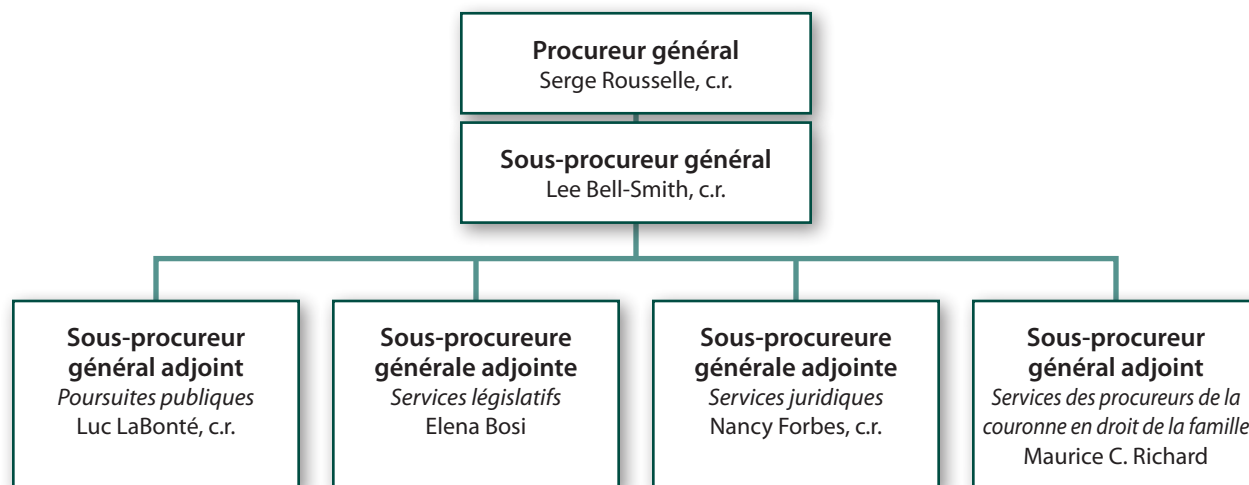 Procureur général
Serge Rousselle, c.r.
Sous-procureur général
Lee Bell-Smith, c.r.
Sous-procureur
général adjoint
Poursuites publiques
Luc LaBonté, c.r.
Sous-procureure
générale adjointe
Services législatifs
Elena Bosi
Sous-procureure
générale adjointe
Services juridiques
Nancy Forbes, c.r.
Sous-procureur
général adjoint
Services des procureurs de la
couronne en droit de la famille
Maurice C. Richard